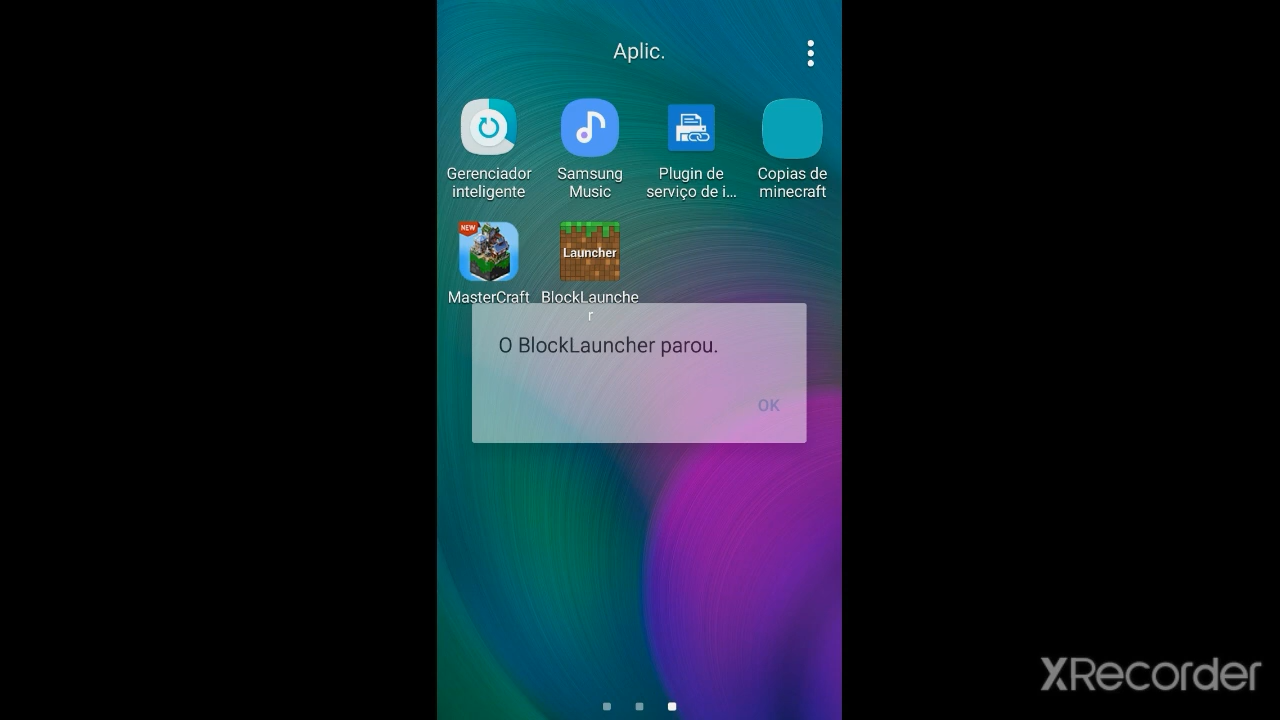 Aplic.
Gerenciador
inteligente
Samsung
Music
Plugin de
serviço de i...
Copias de
minecraft
NEW
Launcher
MasterCraft
BlockLaunche
r
O BlockLauncher parou.
OK
XRecorder